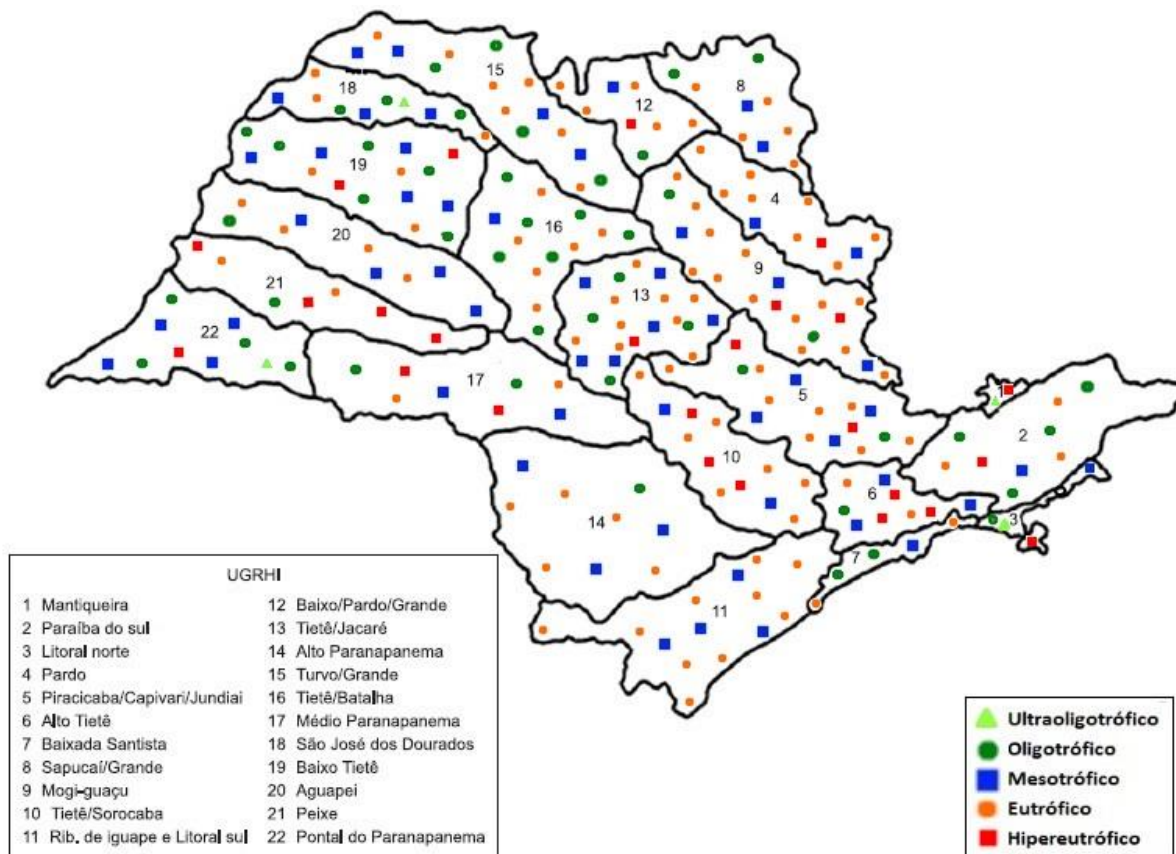 15
18
12
8
19
4
16
20
9
21
13
22
17
5
1
2
10
6
3
14
7
11
UGRHI
1 Mantiqueira
2 Paraíba do sul
3 Litoral norte
4 Pardo
5 Piracicaba/Capivari/Jundiai
6 Alto Tietê
7 Baixada Santista
8 Sapucaí/Grande
9 Mogi-guaçu
10 Tietê/Sorocaba
11 Rib. de iguape e Litoral sul
12 Baixo/Pardo/Grande
13 Tietê/Jacaré
14 Alto Paranapanema
15 Turvo/Grande
16 Tietê/Batalha
17 Médio Paranapanema
18 São José dos Dourados
19 Baixo Tietê
20 Aguapei
21 Peixe
22 Pontal do Paranapanema
Ultraoligotrófico
Oligotrófico
Mesotrófico
Eutrófico
Hipereutrófico